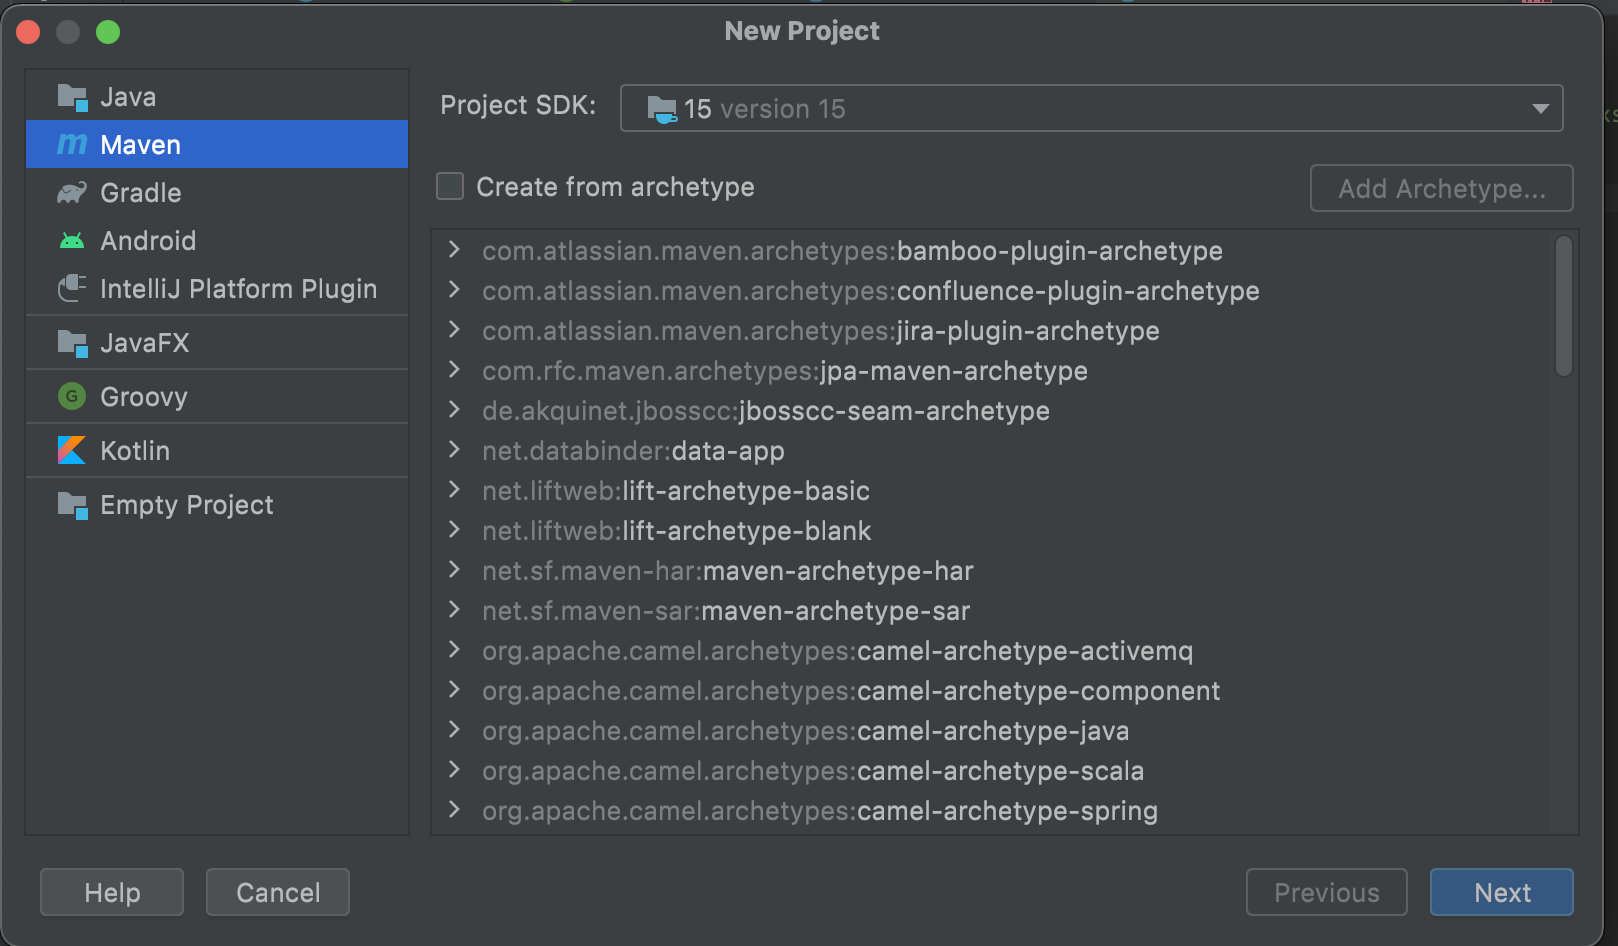 New Project
Java
Maven
Gradle
Android
IntelliJ Platform Plugin
JavaFX
Groovy
Kotlin
Empty Project
Project SDK: 15 version 15
Create from archetype
Add Archetype...
com.atlassian.maven.archetypes:bamboo-plugin-archetype
com.atlassian.maven.archetypes:confluence-plugin-archetype
com.atlassian.maven.archetypes:jira-plugin-archetype
com.rfc.maven.archetypes:jpa-maven-archetype
de.akquinet.jbosscc:jbosscc-seam-archetype
net.databinder:data-app
net.liftweb:lift-archetype-basic
net.liftweb:lift-archetype-blank
net.sf.maven-har:maven-archetype-har
net.sf.maven-sar:maven-archetype-sar
org.apache.camel.archetypes:camel-archetype-activemq
org.apache.camel.archetypes:camel-archetype-component
org.apache.camel.archetypes:camel-archetype-java
org.apache.camel.archetypes:camel-archetype-scala
org.apache.camel.archetypes:camel-archetype-spring
Help
Cancel
Previous
Next